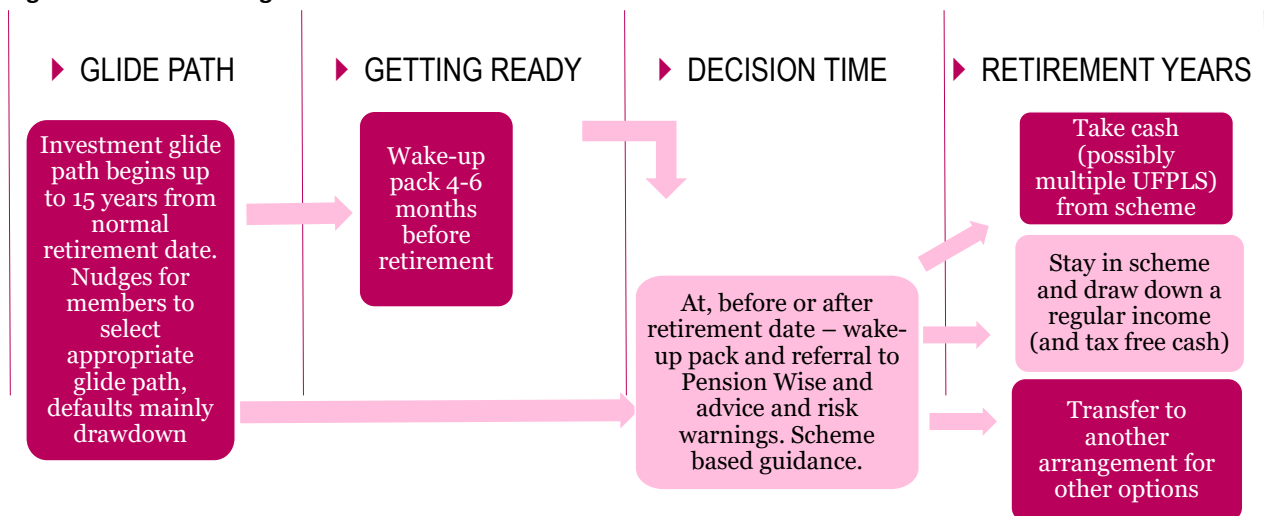 GLIDE PATH
GETTING READY
DECISION TIME
RETIREMENT YEARS
Investment glide
path begins up
to 15 years from
normal
retirement date.
Nudges for
members to
select
appropriate
glide path,
defaults mainly
drawdown
Wake-up
pack 4-6
months
before
retirement
At, before or after
retirement date – wake-
up pack and referral to
Pension Wise and
advice and risk
warnings. Scheme
based guidance.
Take cash
(possibly
multiple UFPLS)
from scheme
Stay in scheme
and draw down a
regular income
(and tax free cash)
Transfer to
another
arrangement for
other options